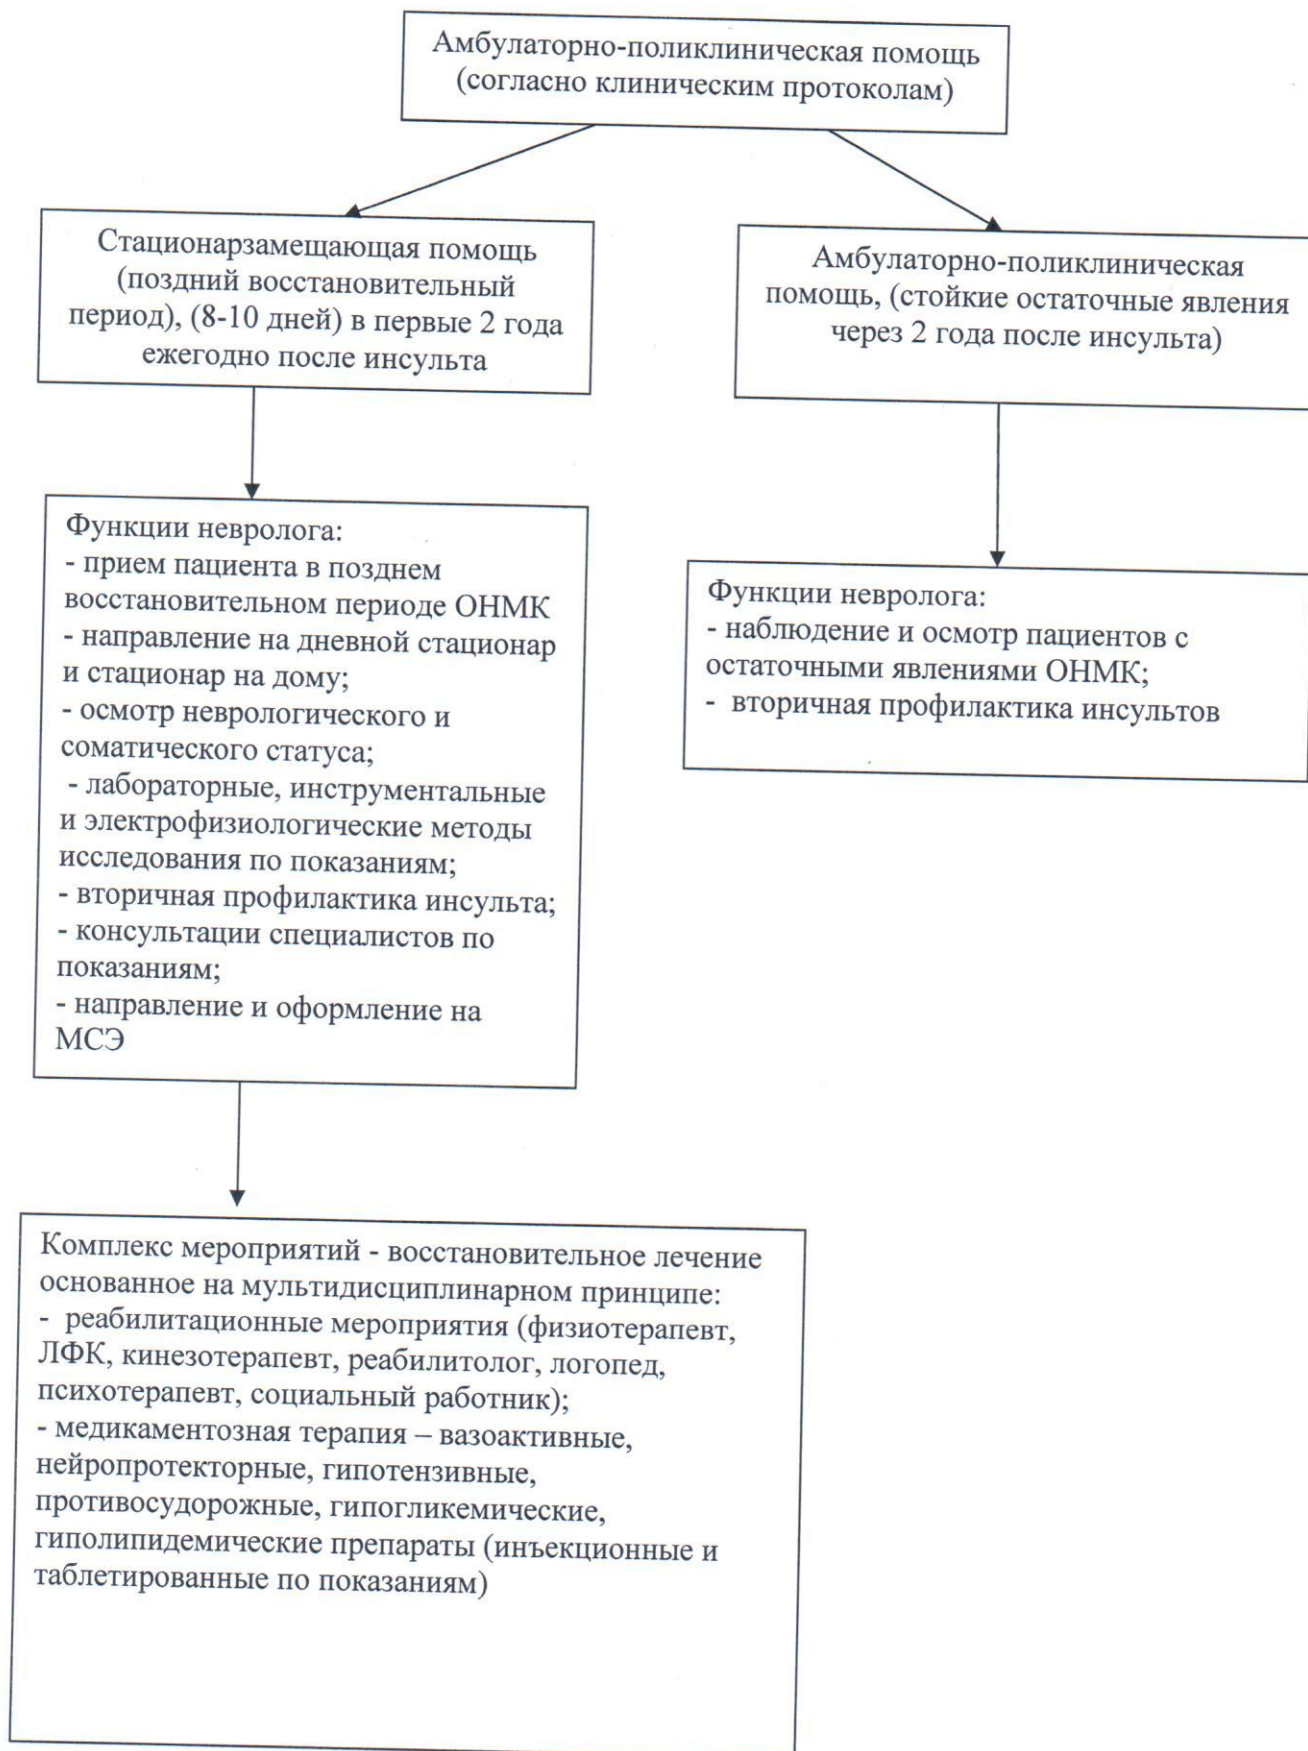 Амбулаторно-поликлиническая помощь
(согласно клиническим протоколам)
Стационарзамещающая помощь
(поздний восстановительный
период), (8-10 дней) в первые 2 года
ежегодно после инсульта
Амбулаторно-поликлиническая
помощь, (стойкие остаточные явления
через 2 года после инсульта)
Функции невролога:
- прием пациента в позднем
восстановительном периоде ОНМК
- направление на дневной стационар
и стационар на дому;
- осмотр неврологического и
соматического статуса;
- лабораторные, инструментальные
и электрофизиологические методы
исследования по показаниям;
- вторичная профилактика инсульта;
- консультации специалистов по
показаниям;
- направление и оформление на
МСЭ
Функции невролога:
- наблюдение и осмотр пациентов с
остаточными явлениями ОНМК;
- вторичная профилактика инсультов
Комплекс мероприятий - восстановительное лечение
основанное на мультидисциплинарном принципе:
- реабилитационные мероприятия (физиотерапевт,
ЛФК, кинезотерапевт, реабилитолог, логопед,
психотерапевт, социальный работник);
- медикаментозная терапия – вазоактивные,
нейропротекторные, гипотензивные,
противосудорожные, гипогликемические,
гиполипидемические препараты (инъекционные и
таблетированные по показаниям)